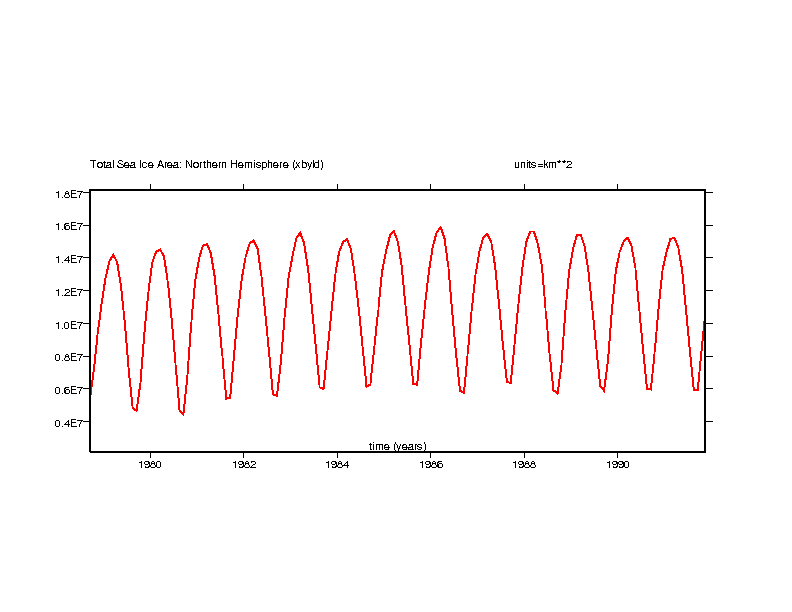 Total Sea Ice Area: Northern Hemisphere (xbyld) units=km**2
1.8E7
1.6E7
1.4E7
1.2E7
1.0E7
0.8E7
0.6E7
0.4E7
time (years)
1980 1982 1984 1986 1988 1990